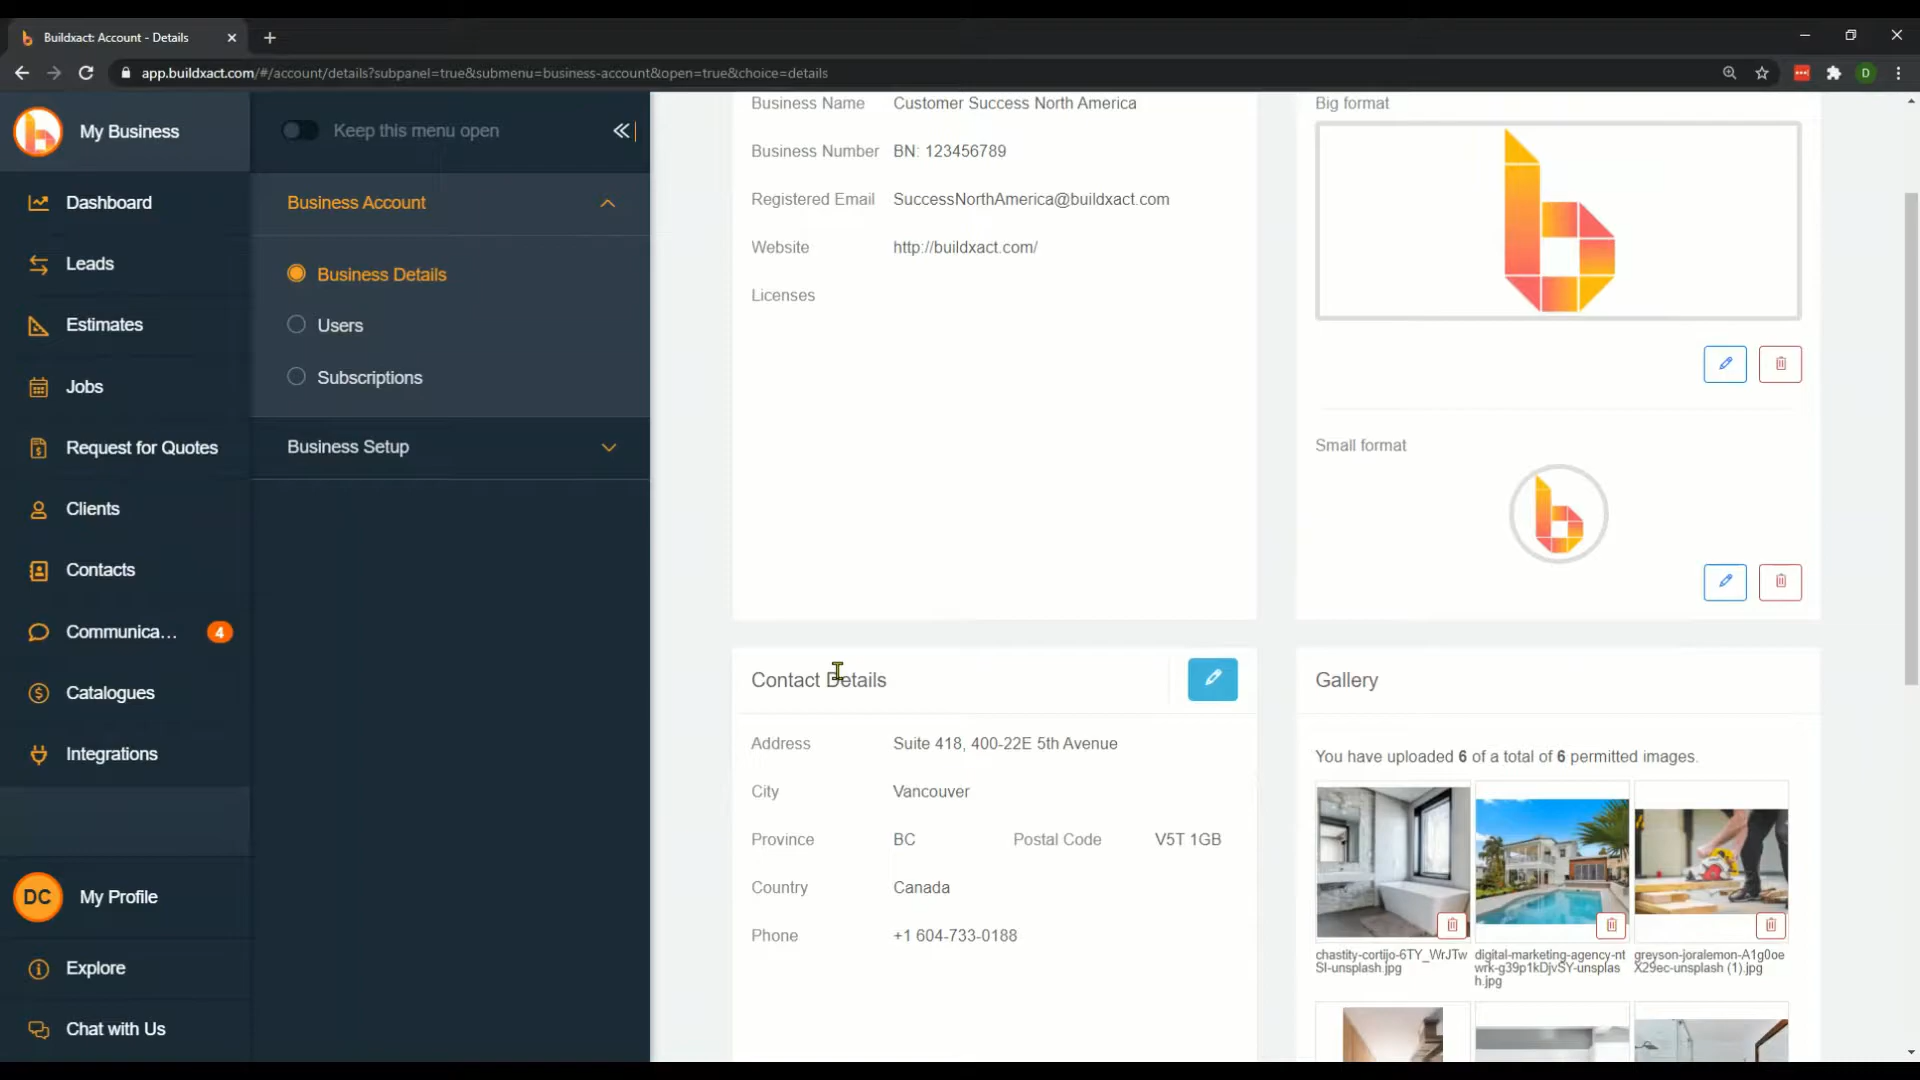 Buildxact: Account - Details
app.buildxact.com/#/account/details?subpanel=true&submenu=business-account&open=true&choice=details
D
My Business
Dashboard
Leads
Estimates
Jobs
Request for Quotes
Clients
Contacts
Communica...
4
Catalogues
Integrations
DC
My Profile
Explore
Chat with Us
Keep this menu open
Business Account
Business Details
Users
Subscriptions
Business Setup
Business Name Customer Success North America
Business Number BN: 123456789
Registered Email SuccessNorthAmerica@buildxact.com
Website http://buildxact.com/
Licenses
Big format
Small format
Contact Details
Address Suite 418, 400-22E 5th Avenue
City Vancouver
Province BC Postal Code V5T 1GB
Country Canada
Phone +1 604-733-0188
Gallery
You have uploaded 6 of a total of 6 permitted images.
chastity-cortijo-6TY_WrJTw
SI-unsplash.jpg
digital-marketing-agency-nt
wrk-g39p1kDjvSY-unsplas
h.jpg
greyson-joralemon-A1g0oe
X29ec-unsplash (1).jpg